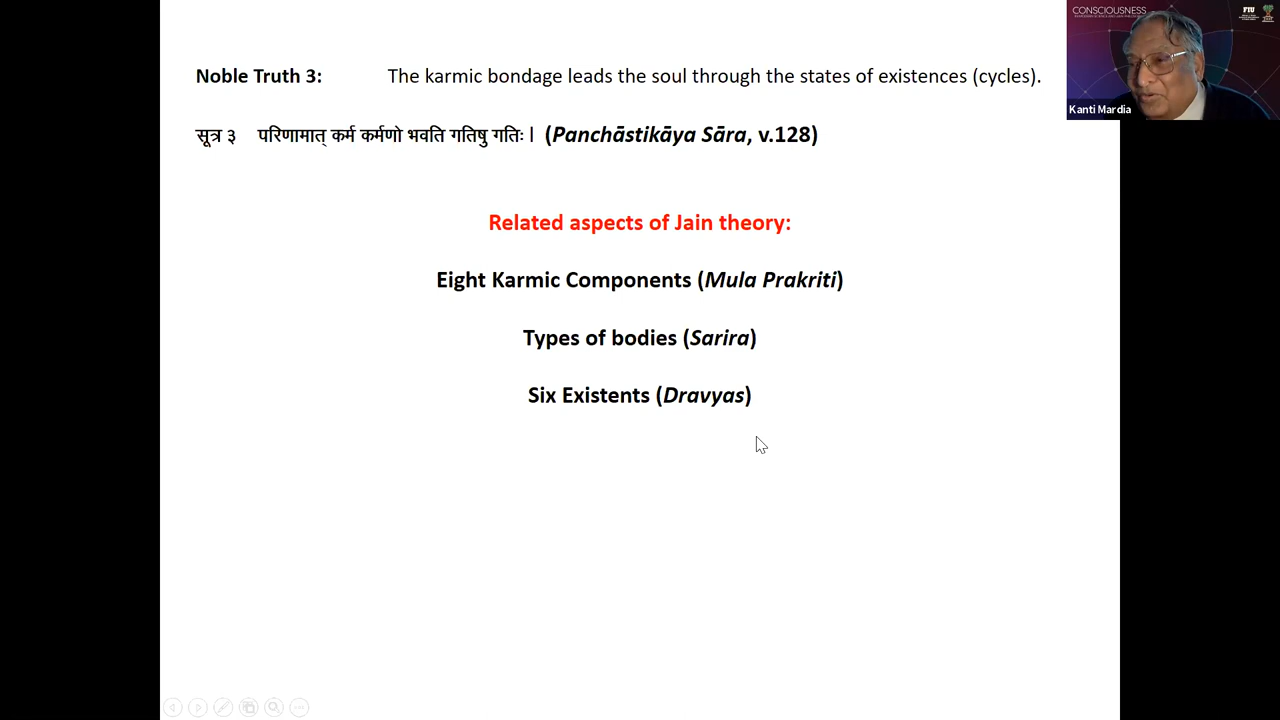 Noble Truth 3: The karmic bondage leads the soul through the states of existences (cycles).
सूत्र ३ परिणामात् कर्म कर्मणो भवति गतिषु गतिः। (Panchāstikāya Sāra, v.128)
Related aspects of Jain theory:
Eight Karmic Components (Mula Prakriti)
Types of bodies (Sarira)
Six Existents (Dravyas)
CONSCIOUSNESS
FIU
Kanti Mardia